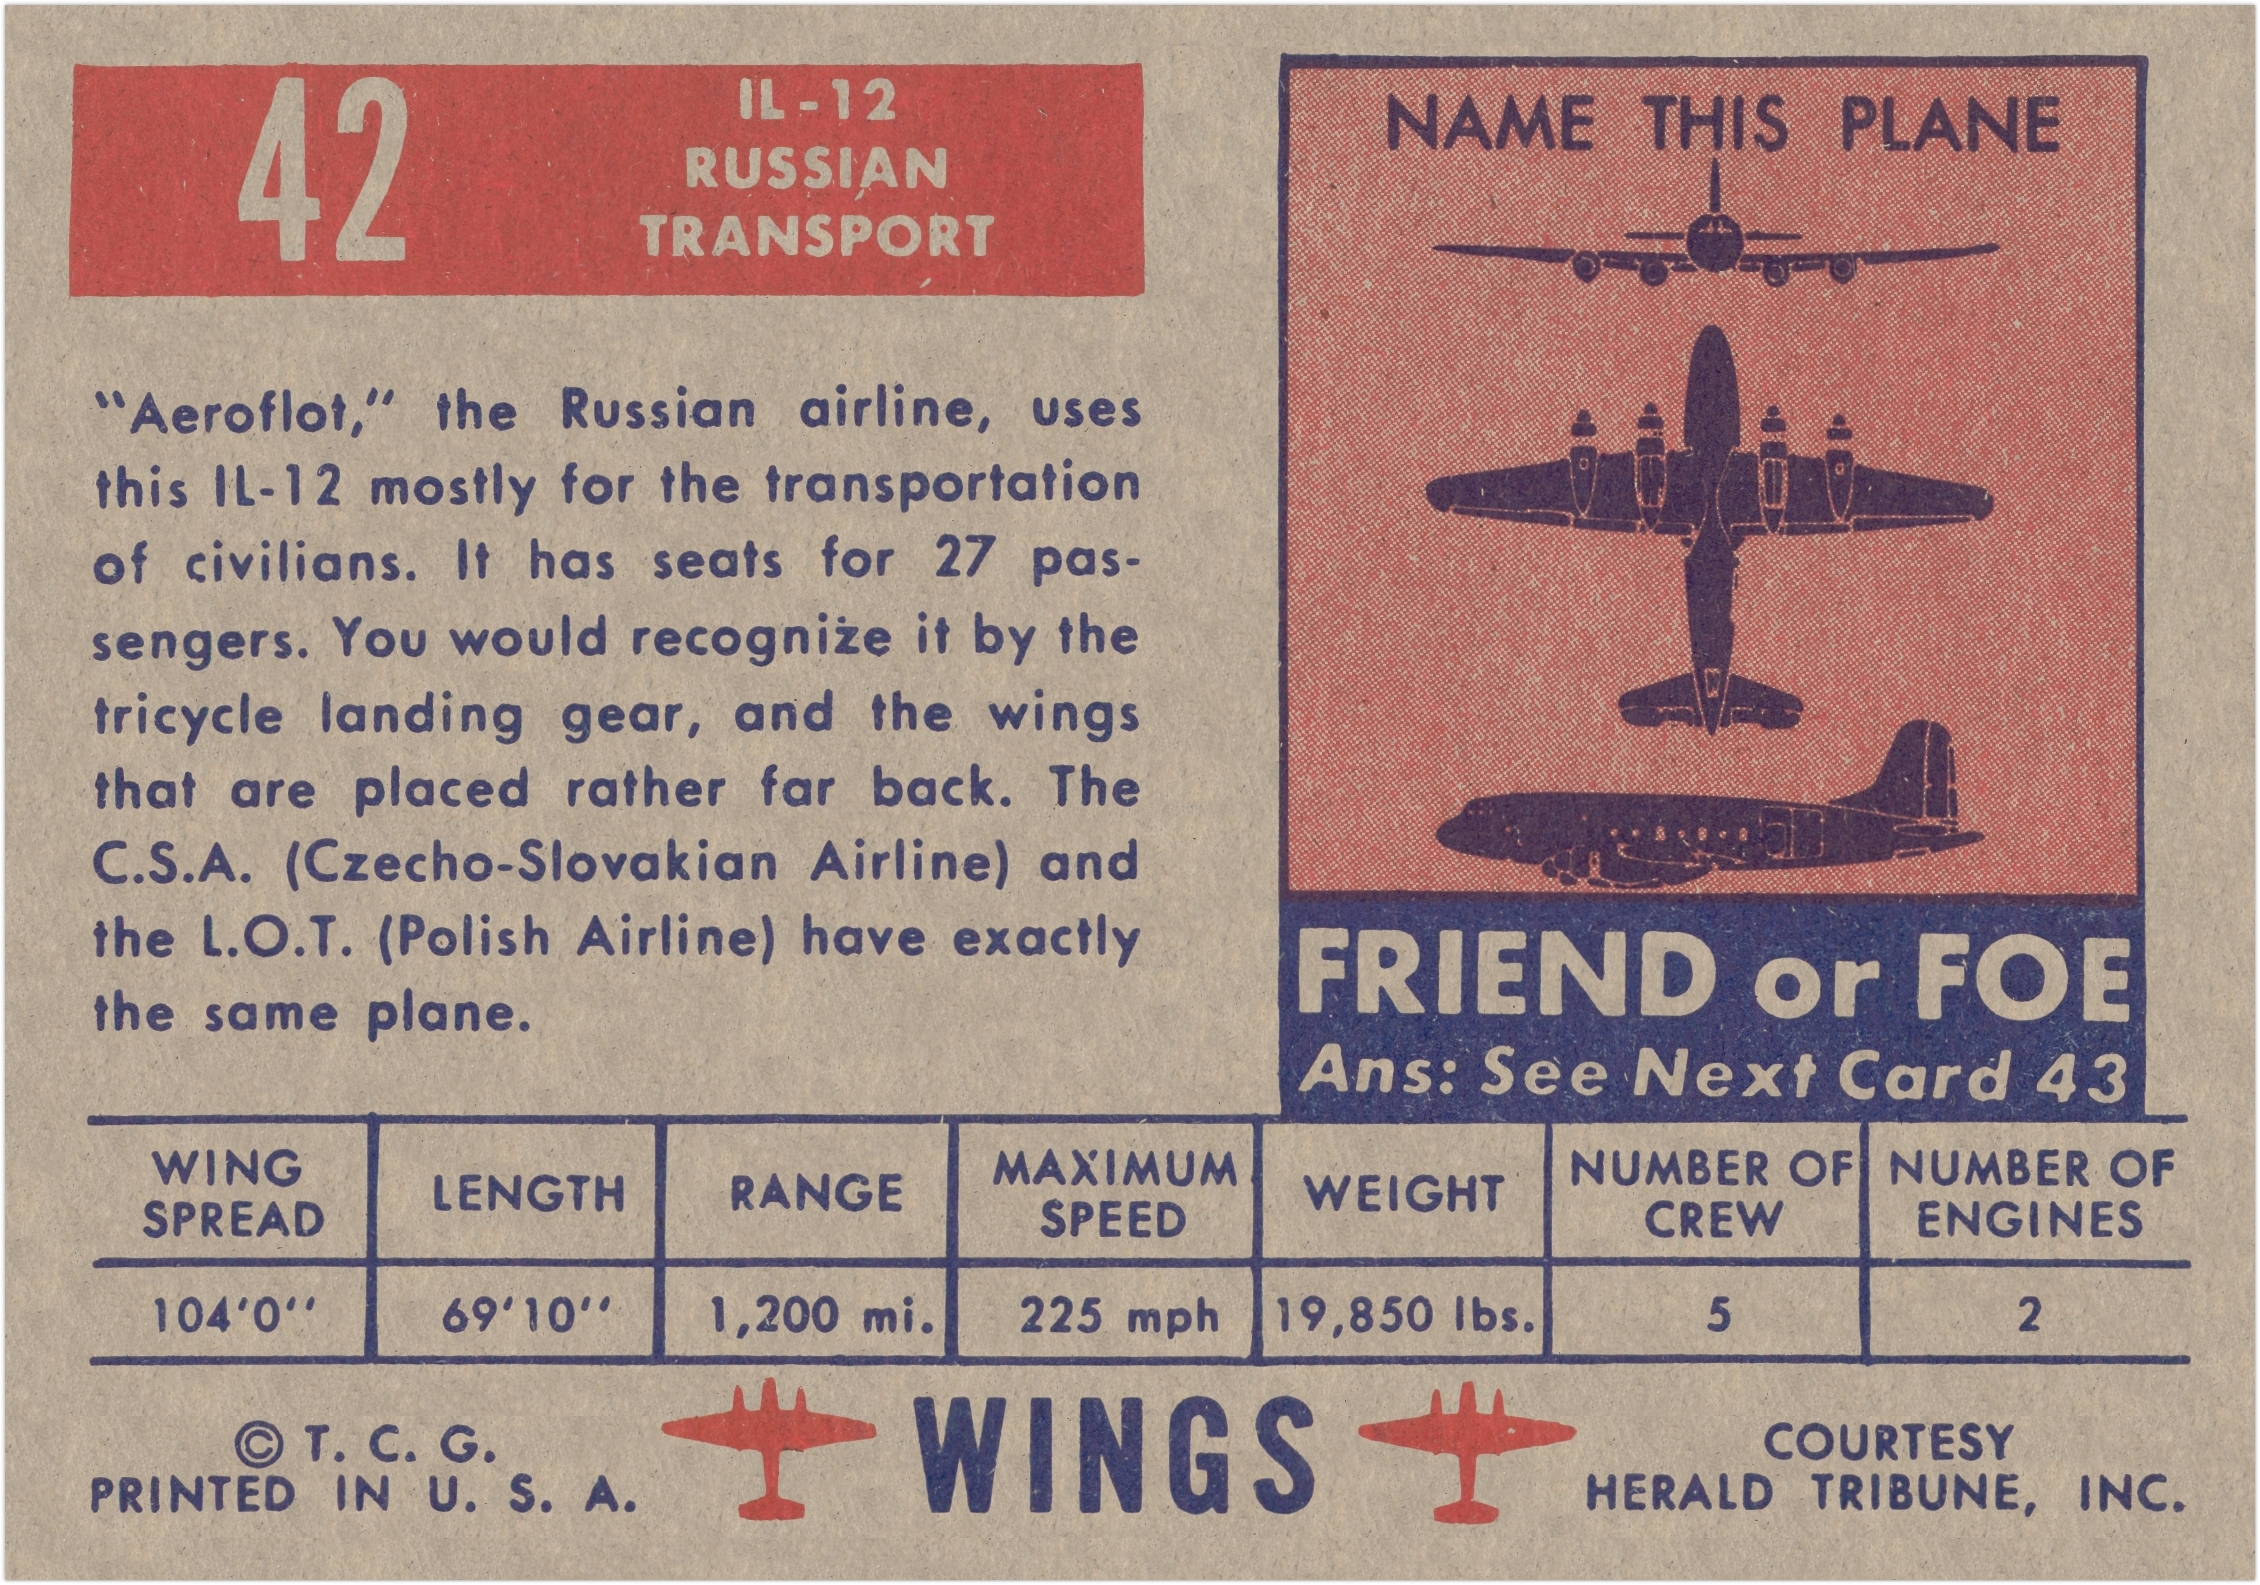 42
IL-12
RUSSIAN
TRANSPORT
"Aeroflot," the Russian airline, uses
this IL-12 mostly for the transportation
of civilians. It has seats for 27 pas-
sengers. You would recognize it by the
tricycle landing gear, and the wings
that are placed rather far back. The
C.S.A. (Czecho-Slovakian Airline) and
the L.O.T. (Polish Airline) have exactly
the same plane.
NAME THIS PLANE
FRIEND or FOE
Ans: See Next Card 43
WING SPREAD LENGTH RANGE MAXIMUM SPEED WEIGHT NUMBER OF CREW NUMBER OF ENGINES
104'0'' 69'10'' 1,200 mi. 225 mph 19,850 lbs. 5 2
© T. C. G.
PRINTED IN U. S. A.
WINGS
COURTESY
HERALD TRIBUNE, INC.